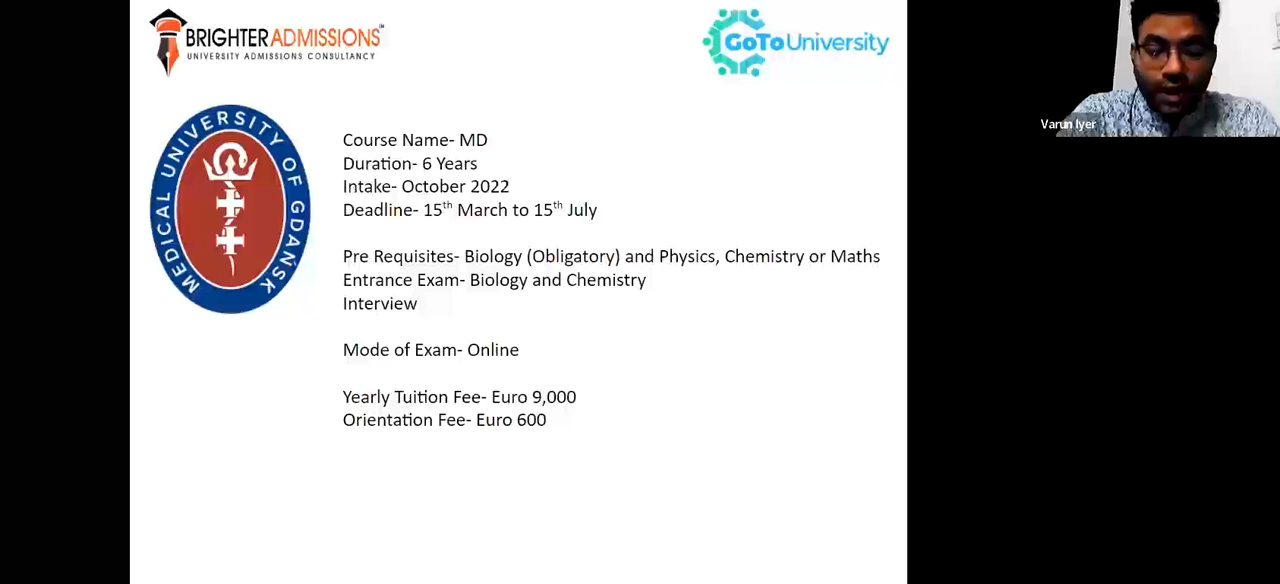 BRIGHTER ADMISSIONS™
UNIVERSITY ADMISSIONS CONSULTANCY
GoToUniversity
Varun Iyer
MEDICAL UNIVERSITY OF GDANSK
Course Name- MD
Duration- 6 Years
Intake- October 2022
Deadline- 15th March to 15th July
Pre Requisites- Biology (Obligatory) and Physics, Chemistry or Maths
Entrance Exam- Biology and Chemistry
Interview
Mode of Exam- Online
Yearly Tuition Fee- Euro 9,000
Orientation Fee- Euro 600